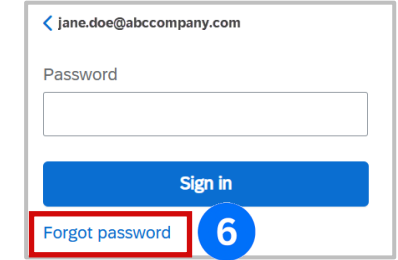 jane.doe@abccompany.com
Password
Sign in
Forgot password
6